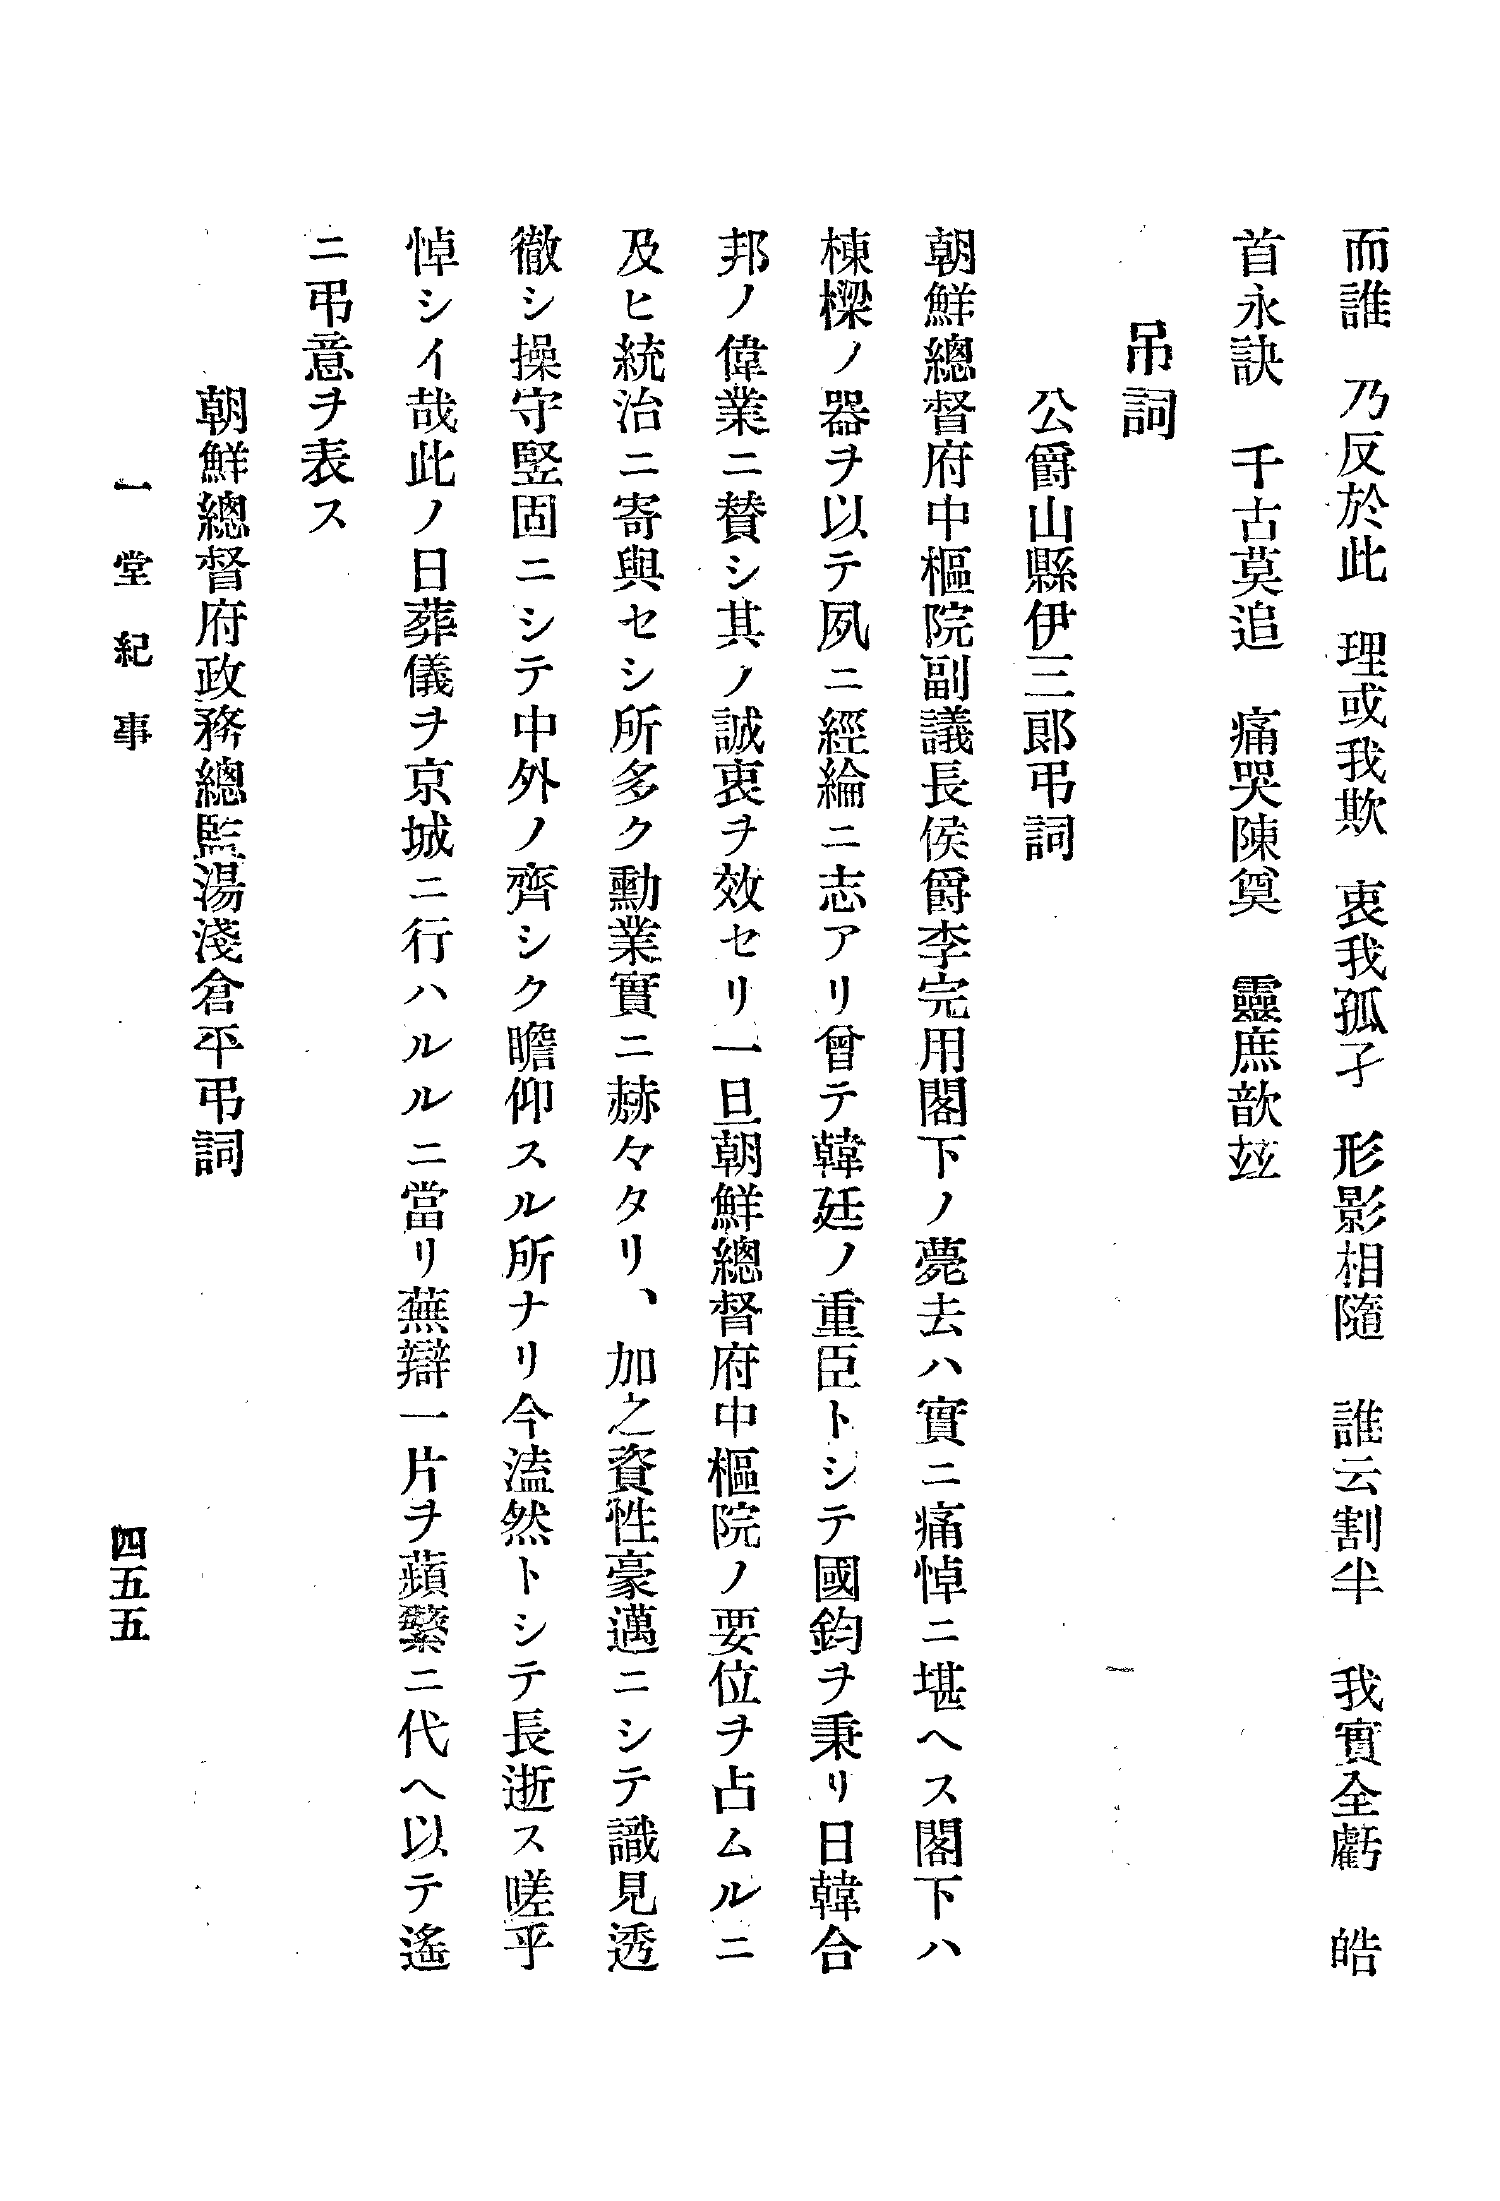 而誰　乃反於此　理或我欺　衷我孤孑　形影相隨　誰云割半　我實全虧　皓
首永訣　千古莫追　痛哭陳奠　靈庶歆玆
吊詞
公爵山縣伊三郞弔詞
朝鮮總督府中樞院副議長侯爵李完用閣下ノ薨去ハ實ニ痛悼ニ堪ヘス閣下ハ
棟樑ノ器ヲ以テ夙ニ經綸ニ志アリ曾テ韓廷ノ重臣トシテ國鈞ヲ秉リ日韓合
邦ノ偉業ニ賛シ其ノ誠衷ヲ效セリ一旦朝鮮總督府中樞院ノ要位ヲ占ムルニ
及ヒ統治ニ寄與セシ所多ク勳業實ニ赫々タリ、加之資性豪邁ニシテ識見透
徹シ操守堅固ニシテ中外ノ齊シク瞻仰スル所ナリ今溘然トシテ長逝ス嗟乎
悼シイ哉此ノ日葬儀ヲ京城ニ行ハルルニ當リ蕪辯一片ヲ蘋蘩ニ代ヘ以テ遙
ニ弔意ヲ表ス
朝鮮總督府政務總監湯淺倉平弔詞
一堂紀事
四五五